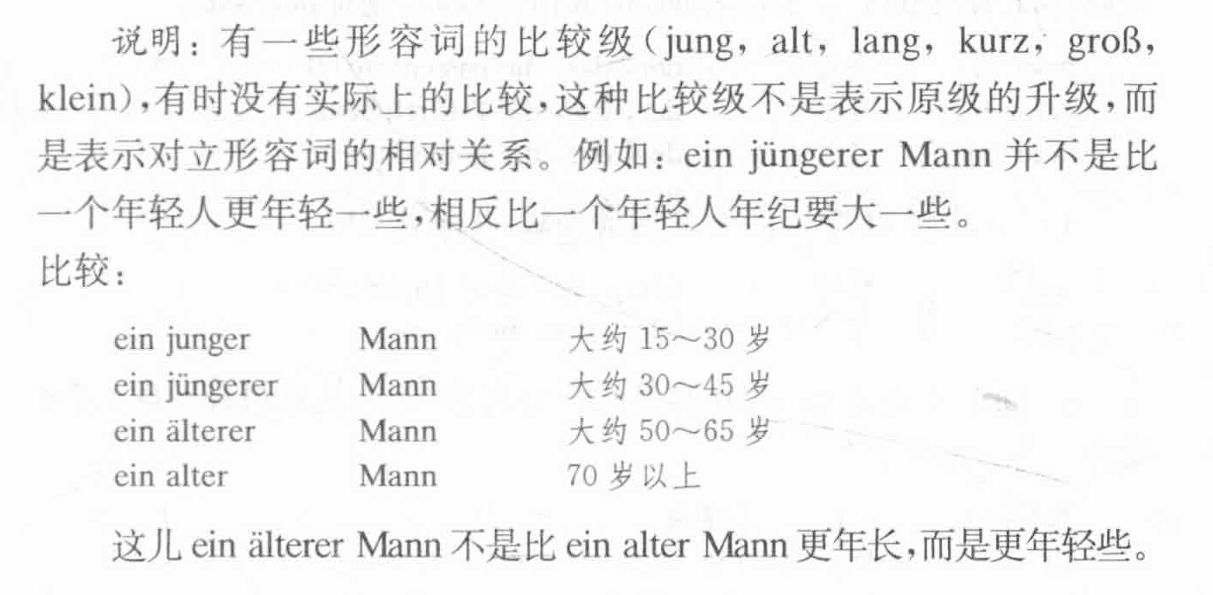 说明：有一些形容词的比较级（jung, alt, lang, kurz, groß,
klein），有时没有实际上的比较，这种比较级不是表示原级的升级，而
是表示对立形容词的相对关系。例如：ein jüngerer Mann 并不是比
一个年轻人更年轻一些，相反比一个年轻人年纪要大一些。
比较：
ein junger Mann 大约 15～30 岁
ein jüngerer Mann 大约 30～45 岁
ein älterer Mann 大约 50～65 岁
ein alter Mann 70 岁以上
这儿 ein älterer Mann 不是比 ein alter Mann 更年长，而是更年轻些。